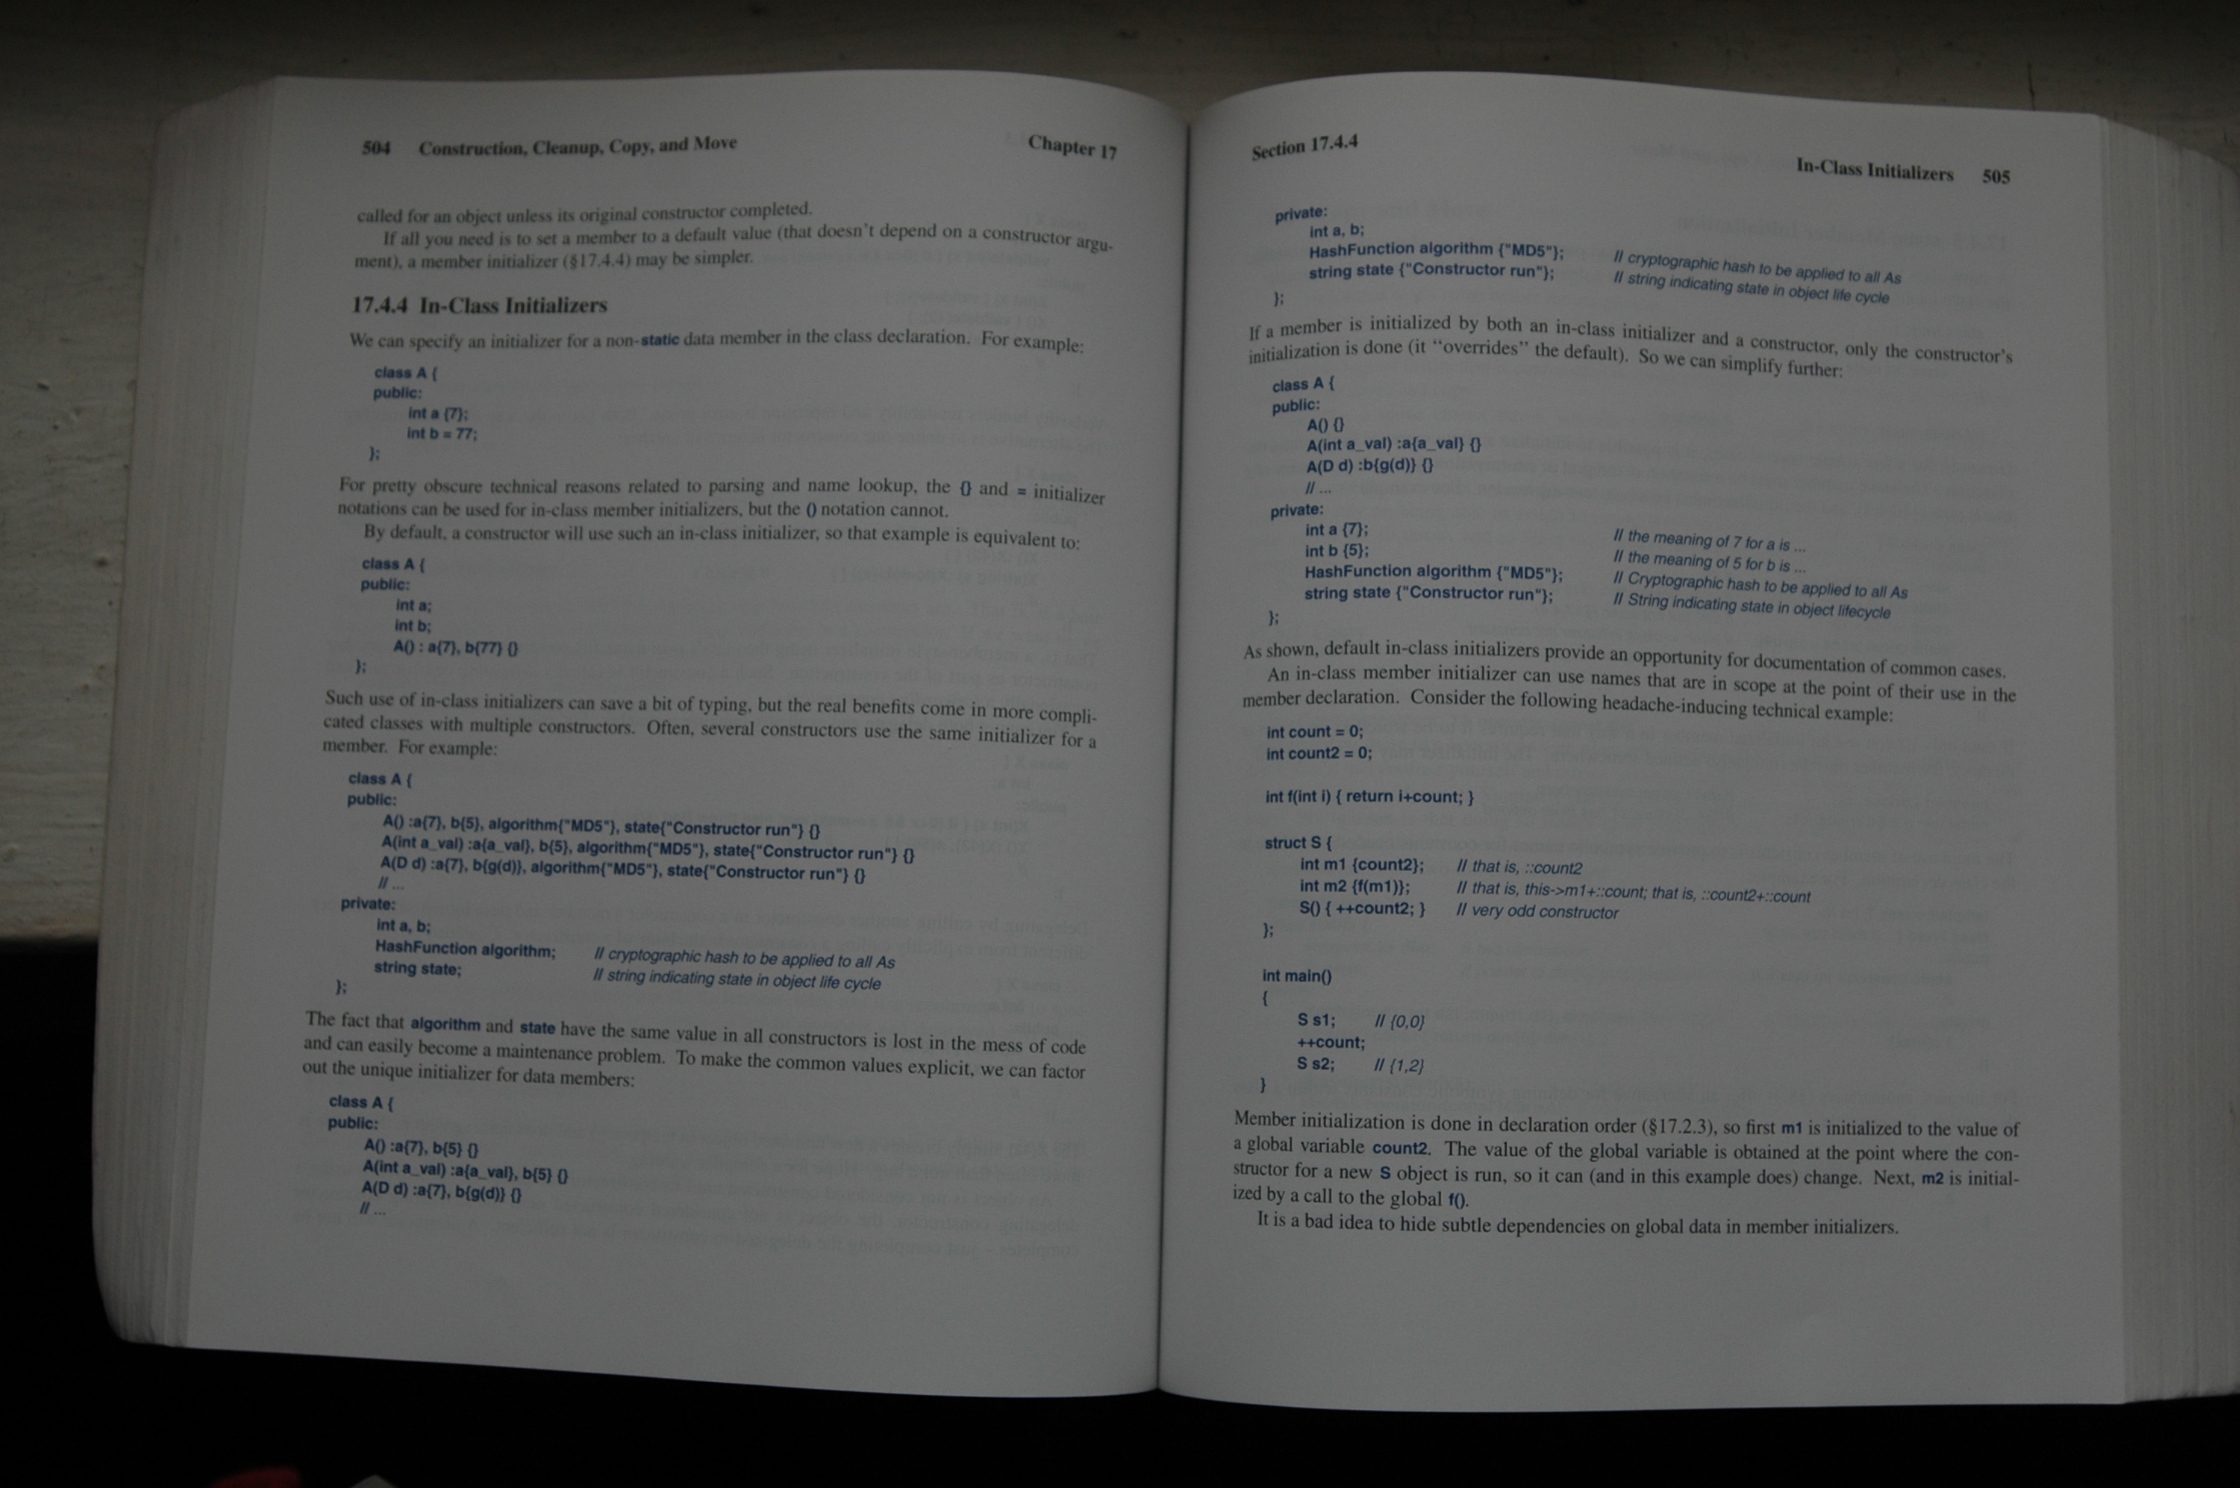 504 Construction, Cleanup, Copy, and Move Chapter 17
called for an object unless its original constructor completed.
If all you need is to set a member to a default value (that doesn't depend on a constructor argu-
ment), a member initializer (§17.4.4) may be simpler.
17.4.4 In-Class Initializers
We can specify an initializer for a non-static data member in the class declaration. For example:
class A {
public:
int a {7};
int b = 77;
};
For pretty obscure technical reasons related to parsing and name lookup, the {} and = initializer
notations can be used for in-class member initializers, but the () notation cannot.
By default, a constructor will use such an in-class initializer, so that example is equivalent to:
class A {
public:
int a;
int b;
A() : a{7}, b{77} {}
};
Such use of in-class initializers can save a bit of typing, but the real benefits come in more compli-
cated classes with multiple constructors. Often, several constructors use the same initializer for a
member. For example:
class A {
public:
A() :a{7}, b{5}, algorithm{"MD5"}, state{"Constructor run"} {}
A(int a_val) :a{a_val}, b{5}, algorithm{"MD5"}, state{"Constructor run"} {}
A(D d) :a{7}, b{g(d)}, algorithm{"MD5"}, state{"Constructor run"} {}
// ...
private:
int a, b;
HashFunction algorithm; // cryptographic hash to be applied to all As
string state; // string indicating state in object life cycle
};
The fact that algorithm and state have the same value in all constructors is lost in the mess of code
and can easily become a maintenance problem. To make the common values explicit, we can factor
out the unique initializer for data members:
class A {
public:
A() :a{7}, b{5} {}
A(int a_val) :a{a_val}, b{5} {}
A(D d) :a{7}, b{g(d)} {}
// ...
Section 17.4.4 In-Class Initializers 505
private:
int a, b;
HashFunction algorithm {"MD5"}; // cryptographic hash to be applied to all As
string state {"Constructor run"}; // string indicating state in object life cycle
};
If a member is initialized by both an in-class initializer and a constructor, only the constructor's
initialization is done (it "overrides" the default). So we can simplify further:
class A {
public:
A() {}
A(int a_val) :a{a_val} {}
A(D d) :b{g(d)} {}
// ...
private:
int a {7}; // the meaning of 7 for a is ...
int b {5}; // the meaning of 5 for b is ...
HashFunction algorithm {"MD5"}; // Cryptographic hash to be applied to all As
string state {"Constructor run"}; // String indicating state in object lifecycle
};
As shown, default in-class initializers provide an opportunity for documentation of common cases.
An in-class member initializer can use names that are in scope at the point of their use in the
member declaration. Consider the following headache-inducing technical example:
int count = 0;
int count2 = 0;
int f(int i) { return i+count; }
struct S {
int m1 {count2}; // that is, ::count2
int m2 {f(m1)}; // that is, this->m1+::count; that is, ::count2+::count
S() { ++count2; } // very odd constructor
};
int main()
{
S s1; // {0,0}
++count;
S s2; // {1,2}
}
Member initialization is done in declaration order (§17.2.3), so first m1 is initialized to the value of
a global variable count2. The value of the global variable is obtained at the point where the con-
structor for a new S object is run, so it can (and in this example does) change. Next, m2 is initial-
ized by a call to the global f().
It is a bad idea to hide subtle dependencies on global data in member initializers.